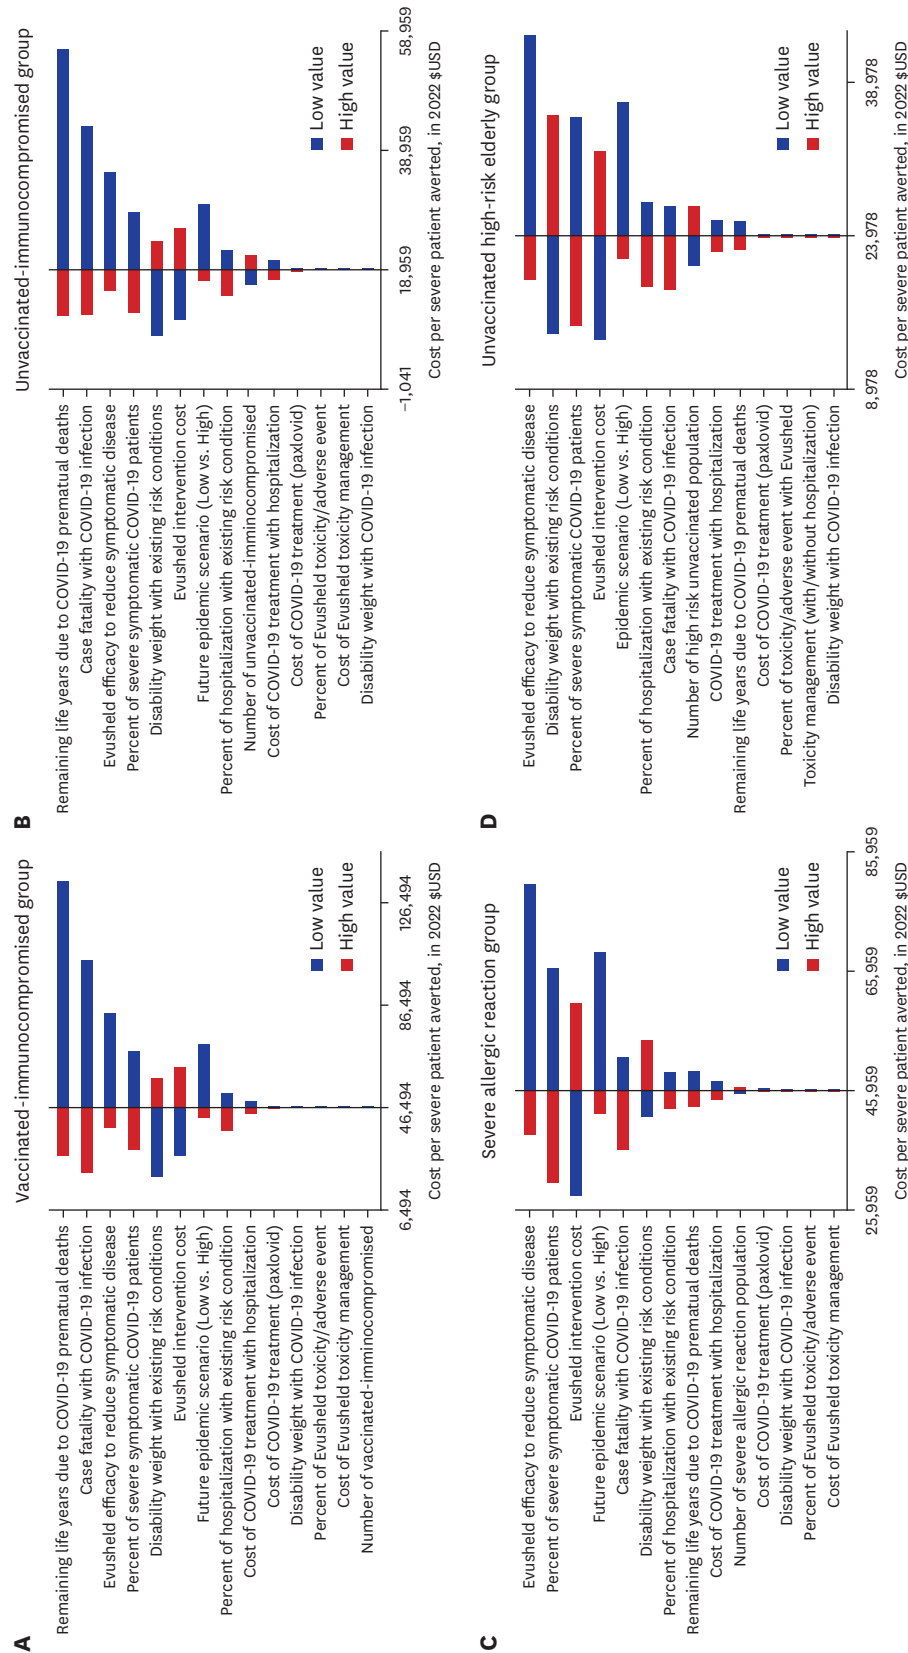 A
Vaccinated-immunocompromised group
Remaining life years due to COVID-19 prematual deaths
Case fatality with COVID-19 infection
Evusheld efficacy to reduce symptomatic disease
Percent of severe symptomatic COVID-19 patients
Disability weight with existing risk conditions
Evusheld intervention cost
Future epidemic scenario (Low vs. High)
Percent of hospitalization with existing risk condition
Cost of COVID-19 treatment with hospitalization
Cost of COVID-19 treatment (paxlovid)
Disability weight with COVID-19 infection
Percent of Evusheld toxicity/adverse event
Cost of Evusheld toxicity management
Number of vaccinated-imminocompromised
Low value
High value
6,494
46,494
86,494
126,494
Cost per severe patient averted, in 2022 $USD
B
Unvaccinated-immunocompromised group
Remaining life years due to COVID-19 prematual deaths
Case fatality with COVID-19 infection
Evusheld efficacy to reduce symptomatic disease
Percent of severe symptomatic COVID-19 patients
Disability weight with existing risk conditions
Evusheld intervention cost
Future epidemic scenario (Low vs. High)
Percent of hospitalization with existing risk condition
Number of unvaccinated-imminocompromised
Cost of COVID-19 treatment with hospitalization
Cost of COVID-19 treatment (paxlovid)
Percent of Evusheld toxicity/adverse event
Cost of Evusheld toxicity management
Disability weight with COVID-19 infection
Low value
High value
−1,041
18,959
38,959
58,959
Cost per severe patient averted, in 2022 $USD
C
Severe allergic reaction group
Evusheld efficacy to reduce symptomatic disease
Percent of severe symptomatic COVID-19 patients
Evusheld intervention cost
Future epidemic scenario (Low vs. High)
Case fatality with COVID-19 infection
Disability weight with existing risk conditions
Percent of hospitalization with existing risk condition
Remaining life years due to COVID-19 prematual deaths
Cost of COVID-19 treatment with hospitalization
Number of severe allergic reaction population
Cost of COVID-19 treatment (paxlovid)
Disability weight with COVID-19 infection
Percent of Evusheld toxicity/adverse event
Cost of Evusheld toxicity management
Low value
High value
25,959
45,959
65,959
85,959
Cost per severe patient averted, in 2022 $USD
D
Unvaccinated high-risk elderly group
Evusheld efficacy to reduce symptomatic disease
Disability weight with existing risk conditions
Percent of severe symptomatic COVID-19 patients
Evusheld intervention cost
Epidemic scenario (Low vs. High)
Percent of hospitalization with existing risk condition
Case fatality with COVID-19 infection
Number of high risk unvaccinated population
COVID-19 treatment with hospitalization
Remaining life years due to COVID-19 prematual deaths
Cost of COVID-19 treatment (paxlovid)
Percent of toxicity/adverse event with Evusheld
Toxicity management (with/without hospitalization)
Disability weight with COVID-19 infection
Low value
High value
8,978
23,978
38,978
Cost per severe patient averted, in 2022 $USD